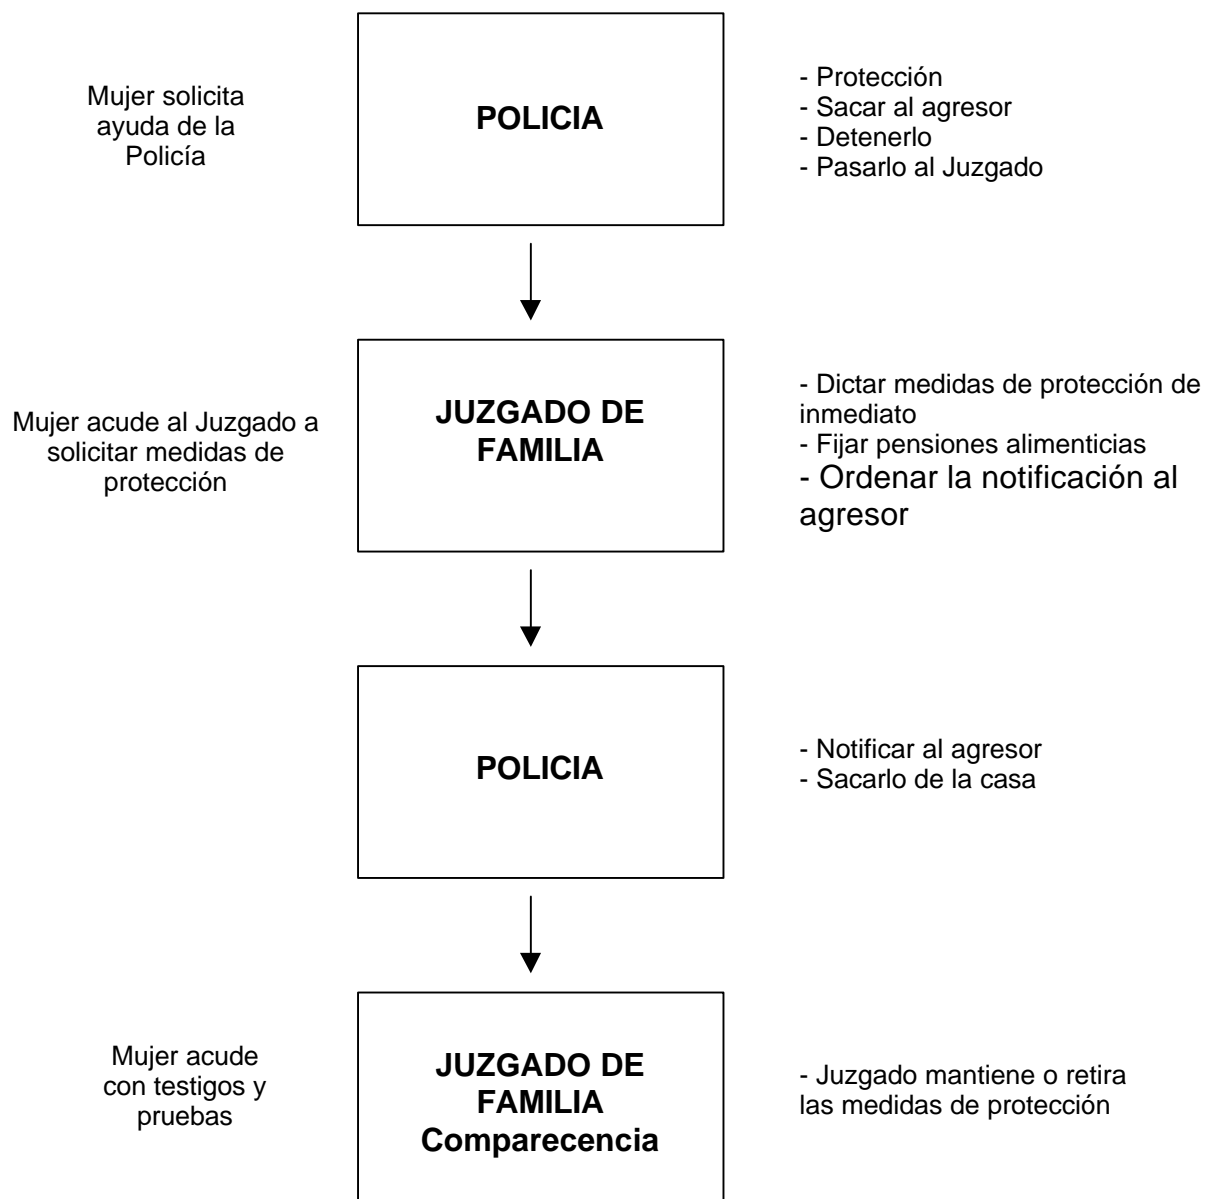 Mujer solicita
ayuda de la
Policía
POLICIA
- Protección
- Sacar al agresor
- Detenerlo
- Pasarlo al Juzgado
Mujer acude al Juzgado a
solicitar medidas de
protección
JUZGADO DE
FAMILIA
- Dictar medidas de protección de
inmediato
- Fijar pensiones alimenticias
- Ordenar la notificación al
agresor
POLICIA
- Notificar al agresor
- Sacarlo de la casa
Mujer acude
con testigos y
pruebas
JUZGADO DE
FAMILIA
Comparecencia
- Juzgado mantiene o retira
las medidas de protección